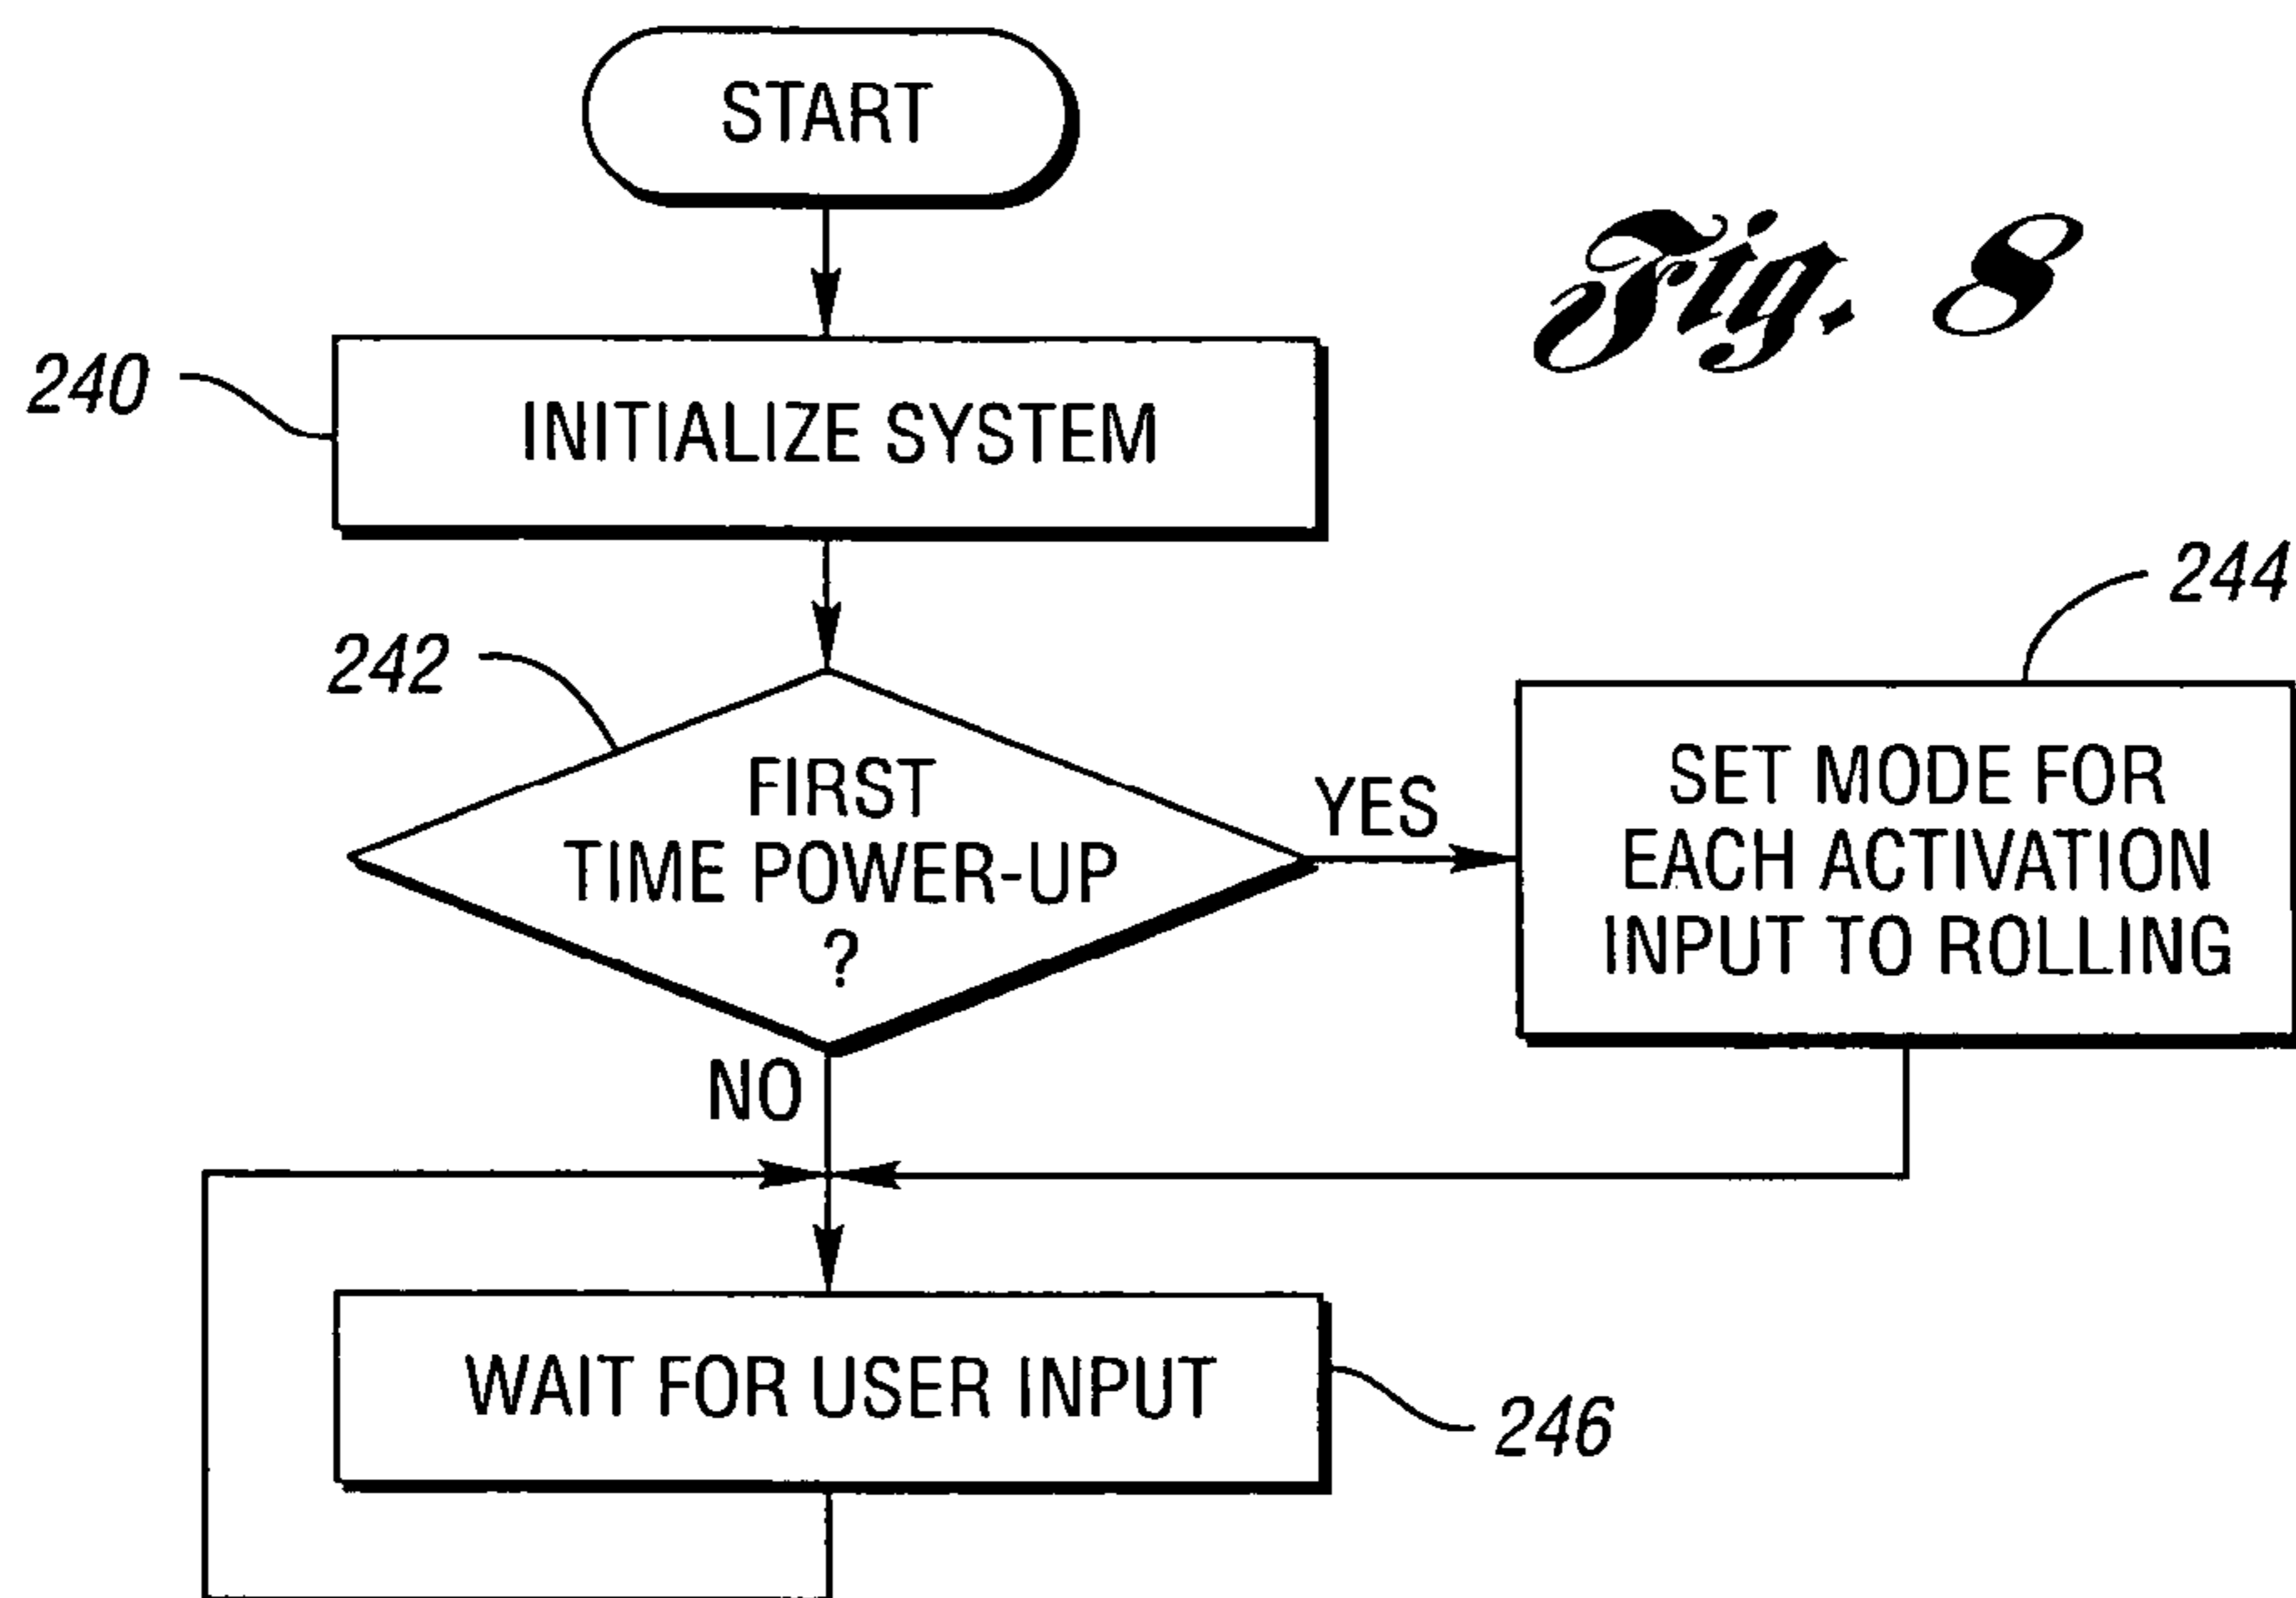 START
Fig. 8
240
INITIALIZE SYSTEM
244
242
FIRST
TIME POWER-UP
?
YES
SET MODE FOR
EACH ACTIVATION
INPUT TO ROLLING
NO
WAIT FOR USER INPUT
246